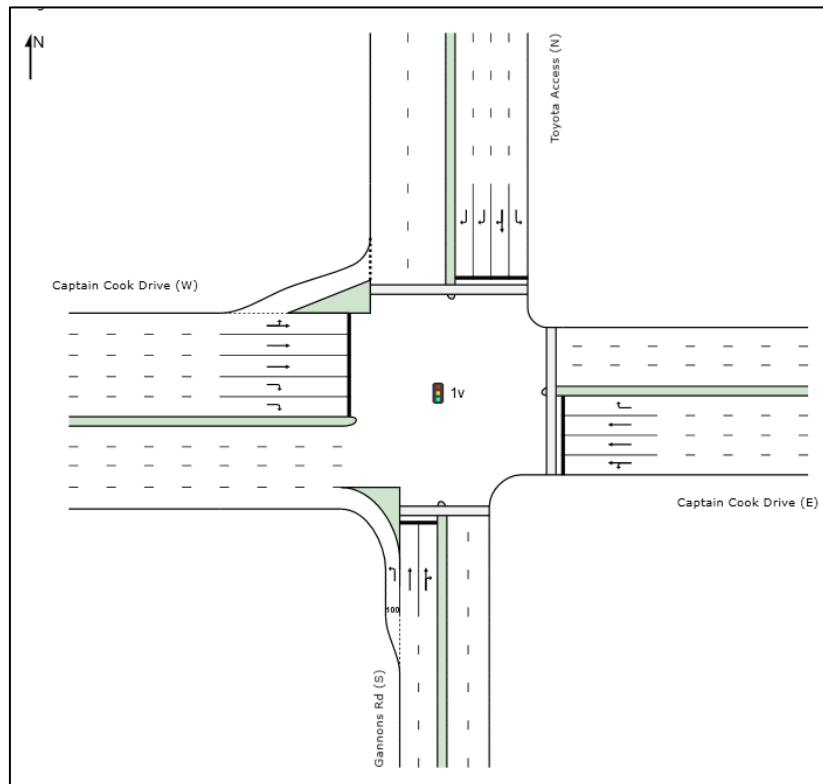 N
Toyota Access (N)
Captain Cook Drive (W)
1v
Captain Cook Drive (E)
100
Gannons Rd (S)